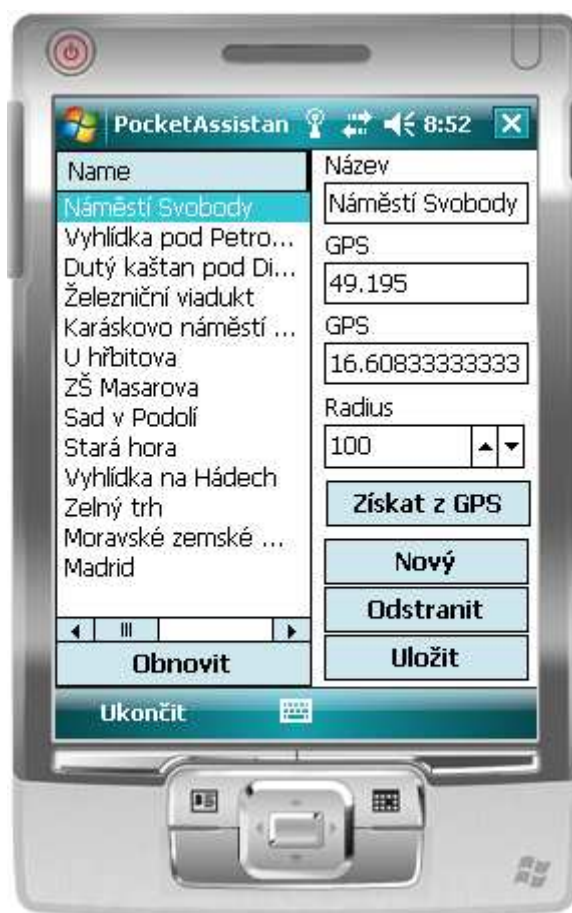 PocketAssistan 8:52
Name
Náměstí Svobody
Vyhlídka pod Petro...
Dutý kaštan pod Di...
Železniční viadukt
Karáskovo náměstí ...
U hřbitova
ZŠ Masarova
Sad v Podolí
Stará hora
Vyhlídka na Hádech
Zelný trh
Moravské zemské ...
Madrid
Obnovit
Název
Náměstí Svobody
GPS
49.195
GPS
16.60833333333
Radius
100
Získat z GPS
Nový
Odstranit
Uložit
Ukončit